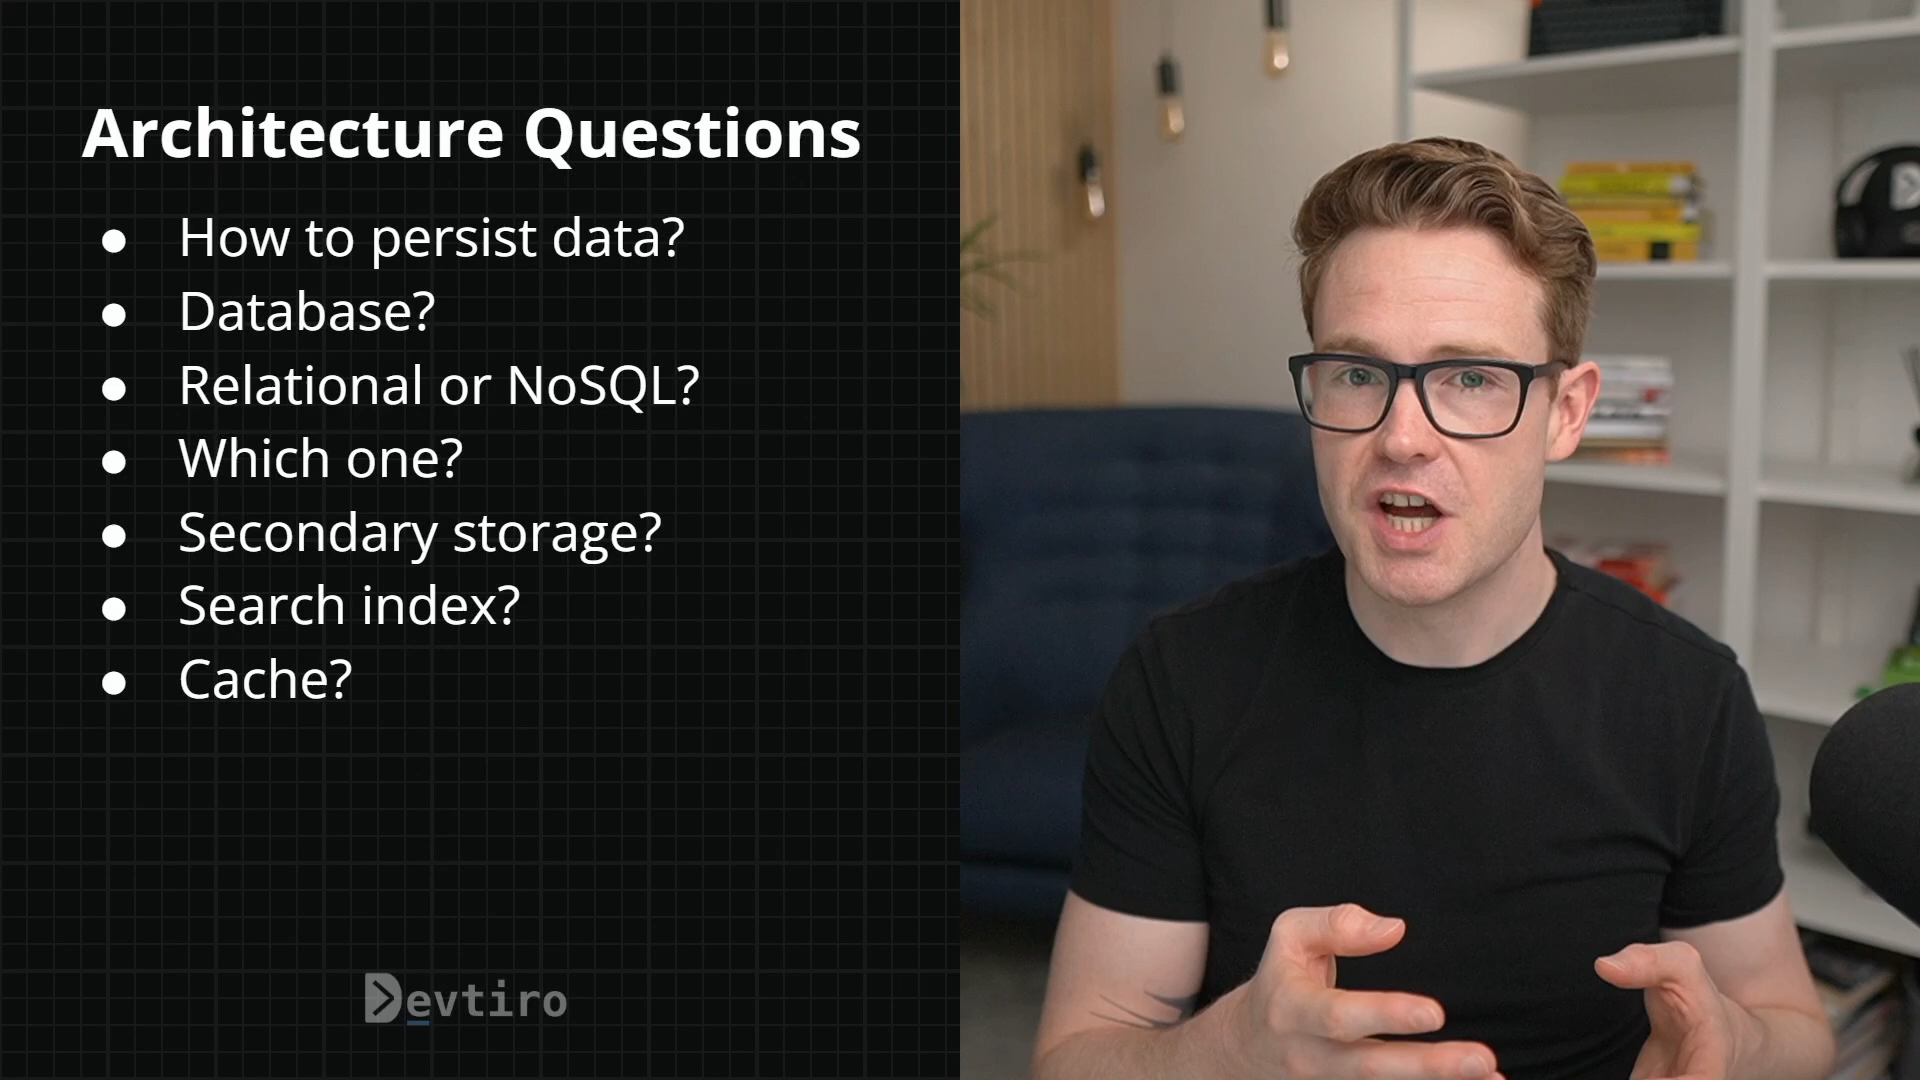 Architecture Questions
● How to persist data?
● Database?
● Relational or NoSQL?
● Which one?
● Secondary storage?
● Search index?
● Cache?
Devtiro